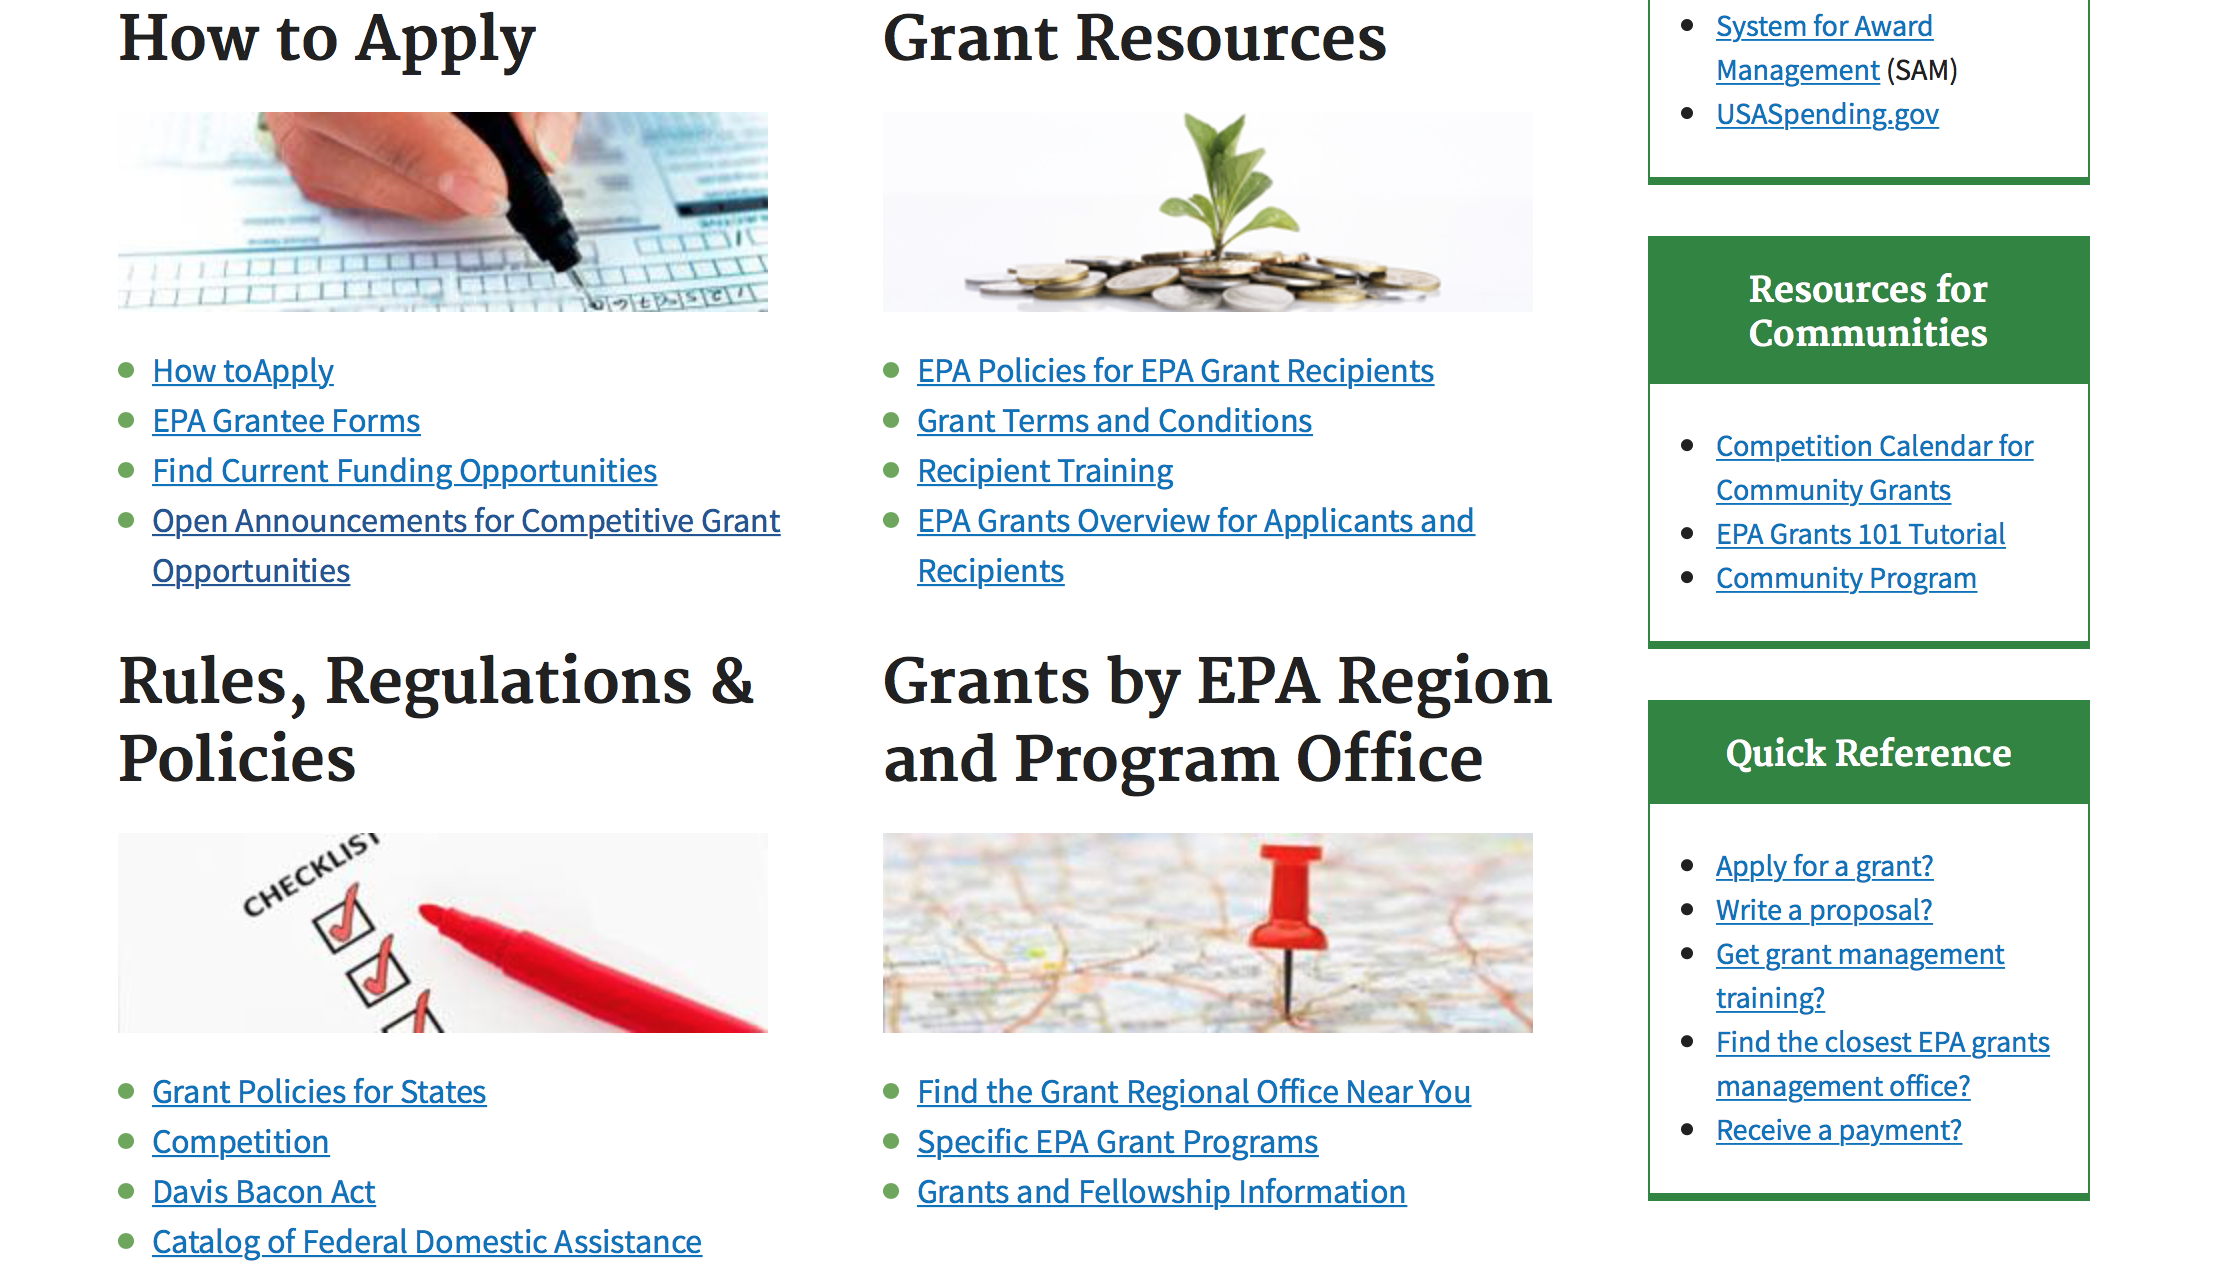 How to Apply
How toApply
EPA Grantee Forms
Find Current Funding Opportunities
Open Announcements for Competitive Grant
Opportunities
Grant Resources
EPA Policies for EPA Grant Recipients
Grant Terms and Conditions
Recipient Training
EPA Grants Overview for Applicants and
Recipients
Rules, Regulations &
Policies
CHECKLIST
Grant Policies for States
Competition
Davis Bacon Act
Catalog of Federal Domestic Assistance
Grants by EPA Region
and Program Office
Find the Grant Regional Office Near You
Specific EPA Grant Programs
Grants and Fellowship Information
System for Award
Management (SAM)
USASpending.gov
Resources for
Communities
Competition Calendar for
Community Grants
EPA Grants 101 Tutorial
Community Program
Quick Reference
Apply for a grant?
Write a proposal?
Get grant management
training?
Find the closest EPA grants
management office?
Receive a payment?